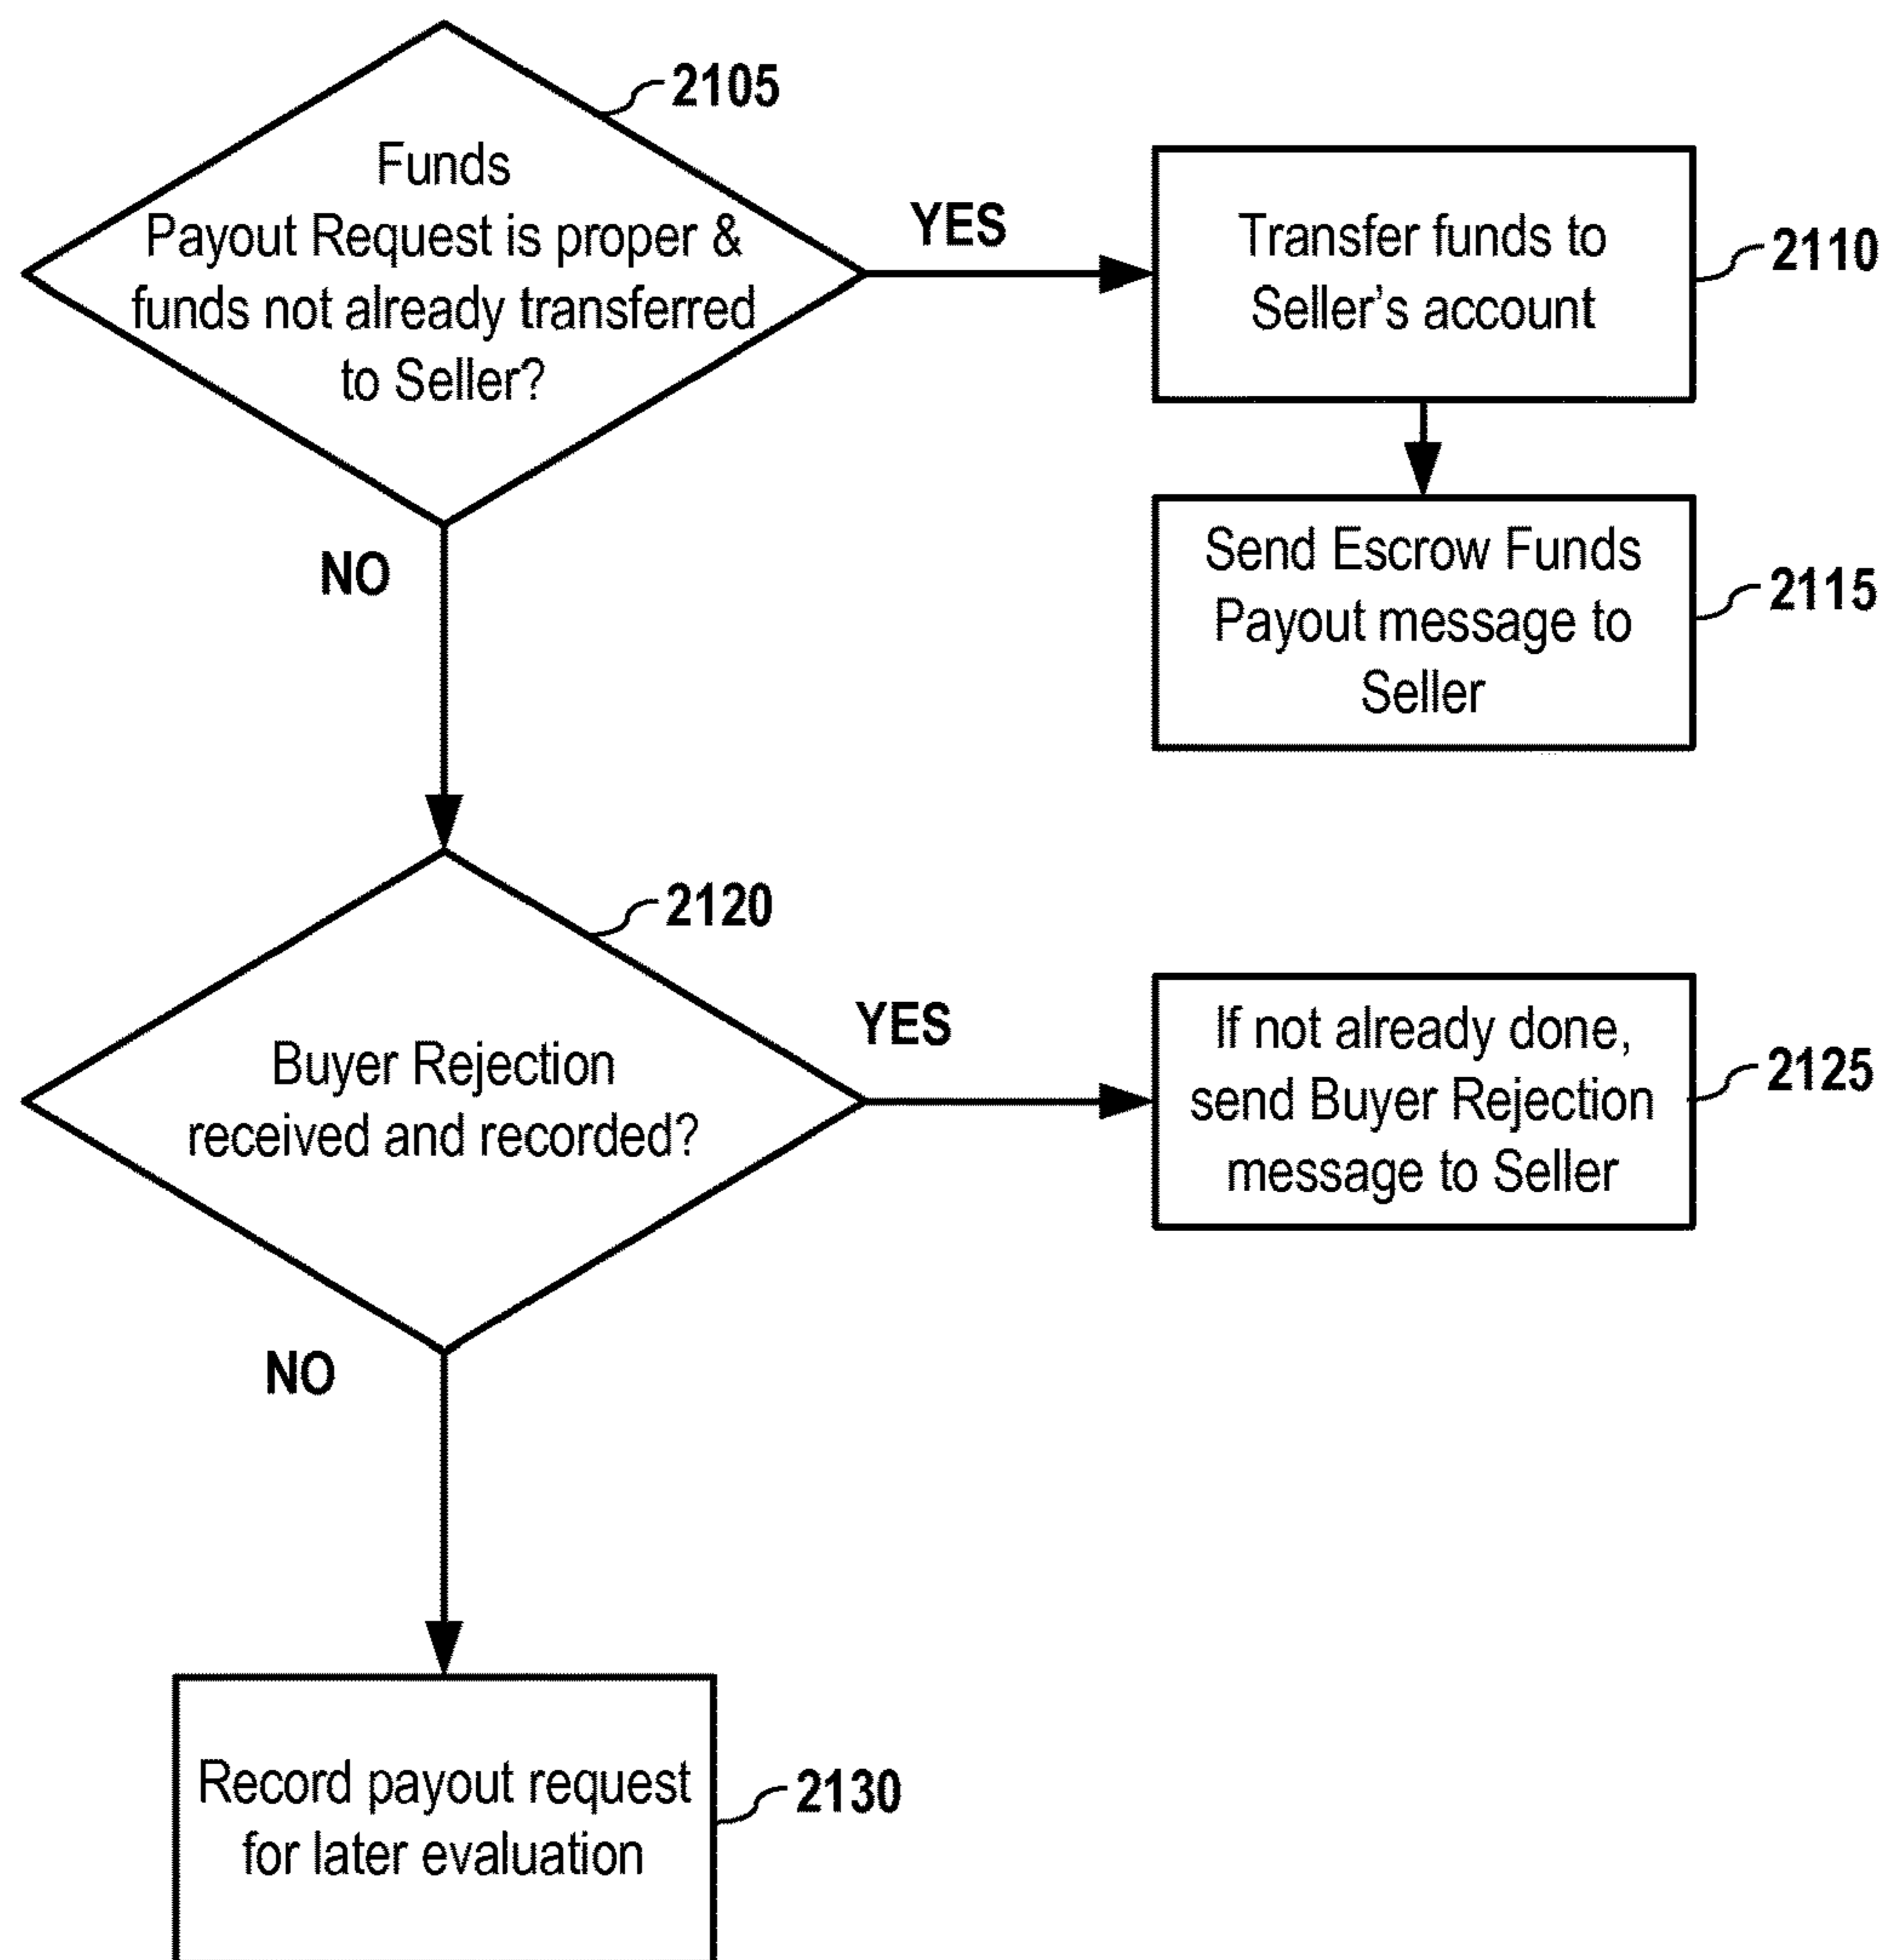 2105
Funds
Payout Request is proper &
funds not already transferred
to Seller?
YES
Transfer funds to
Seller’s account
2110
NO
Send Escrow Funds
Payout message to
Seller
2115
2120
Buyer Rejection
received and recorded?
YES
If not already done,
send Buyer Rejection
message to Seller
2125
NO
Record payout request
for later evaluation
2130